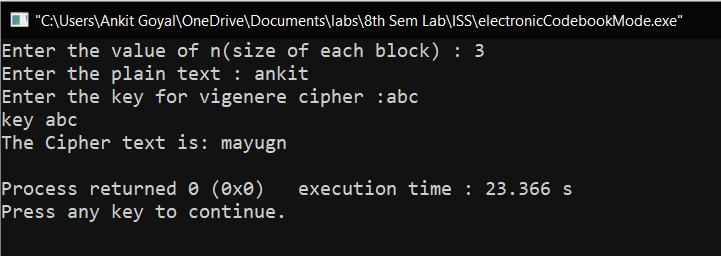 "C:\Users\Ankit Goyal\OneDrive\Documents\labs\8th Sem Lab\ISS\electronicCodebookMode.exe"
Enter the value of n(size of each block) : 3
Enter the plain text : ankit
Enter the key for vigenere cipher :abc
key abc
The Cipher text is: mayugn
Process returned 0 (0x0)   execution time : 23.366 s
Press any key to continue.